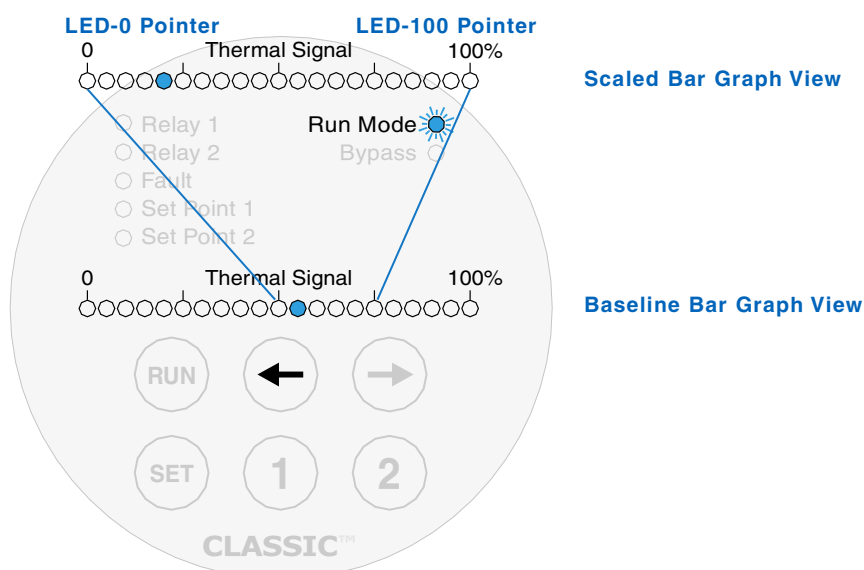 LED-0 Pointer LED-100 Pointer
0 Thermal Signal 100%
Scaled Bar Graph View
Relay 1 Run Mode
Relay 2 Bypass
Fault
Set Point 1
Set Point 2
0 Thermal Signal 100%
Baseline Bar Graph View
RUN
SET 1 2
CLASSIC™